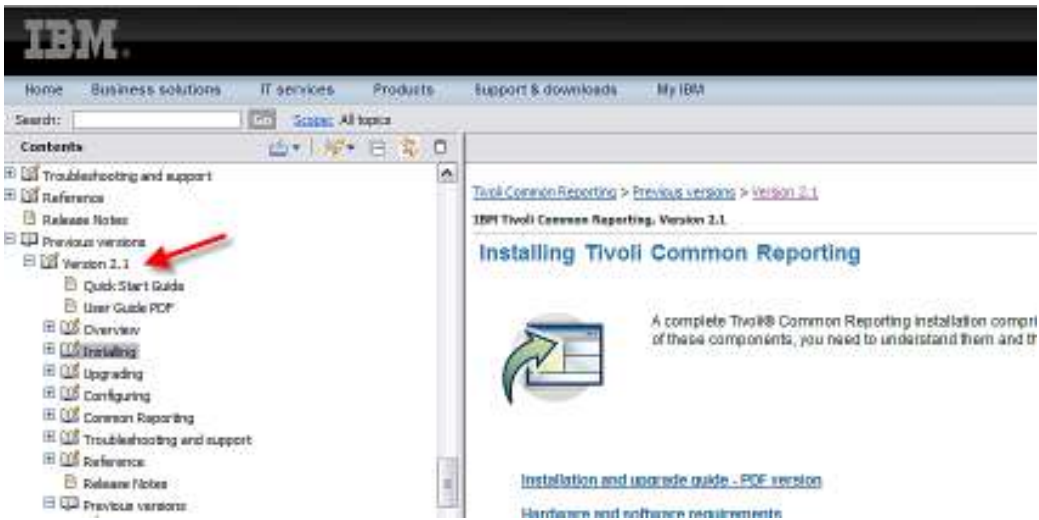 IBM.
Home Business solutions IT services Products Support & downloads My IBM
Search: Go Scope: All topics
Contents
Troubleshooting and support
Reference
Release Notes
Previous versions
Version 2.1
Quick Start Guide
User Guide PDF
Overview
Installing
Upgrading
Configuring
Common Reporting
Troubleshooting and support
Reference
Release Notes
Previous versions
Tivoli Common Reporting > Previous versions > Version 2.1
IBM Tivoli Common Reporting, Version 2.1
Installing Tivoli Common Reporting
A complete Tivoli® Common Reporting installation compri
of these components, you need to understand them and th
Installation and upgrade guide - PDF version
Hardware and software requirements